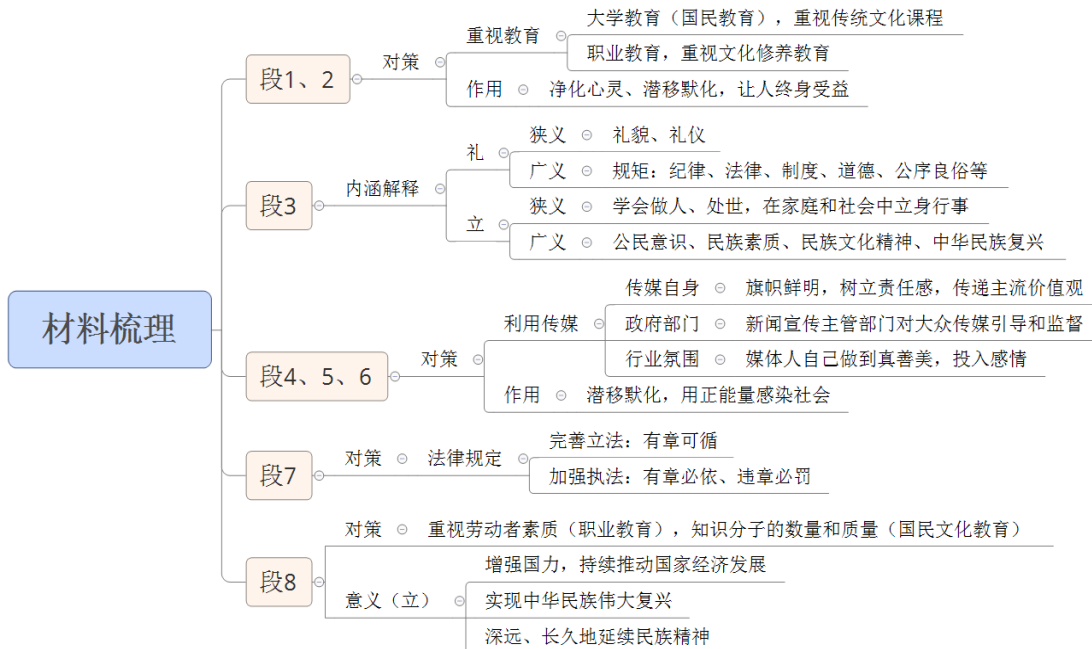 材料梳理
段1、2
对策
重视教育
大学教育（国民教育），重视传统文化课程
职业教育，重视文化修养教育
作用
净化心灵、潜移默化，让人终身受益
段3
内涵解释
礼
狭义
礼貌、礼仪
广义
规矩：纪律、法律、制度、道德、公序良俗等
立
狭义
学会做人、处世，在家庭和社会中立身行事
广义
公民意识、民族素质、民族文化精神、中华民族复兴
段4、5、6
对策
利用传媒
传媒自身
旗帜鲜明，树立责任感，传递主流价值观
政府部门
新闻宣传主管部门对大众传媒引导和监督
行业氛围
媒体人自己做到真善美，投入感情
作用
潜移默化，用正能量感染社会
段7
对策
法律规定
完善立法：有章可循
加强执法：有章必依、违章必罚
段8
对策
重视劳动者素质（职业教育），知识分子的数量和质量（国民文化教育）
意义（立）
增强国力，持续推动国家经济发展
实现中华民族伟大复兴
深远、长久地延续民族精神